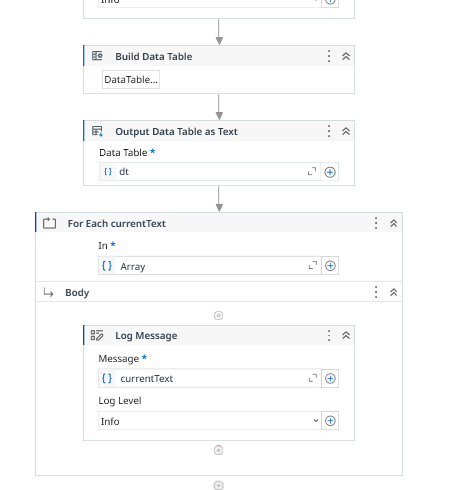 Info
Build Data Table
DataTable...
Output Data Table as Text
Data Table *
dt
For Each currentText
In *
Array
Body
Log Message
Message *
currentText
Log Level
Info